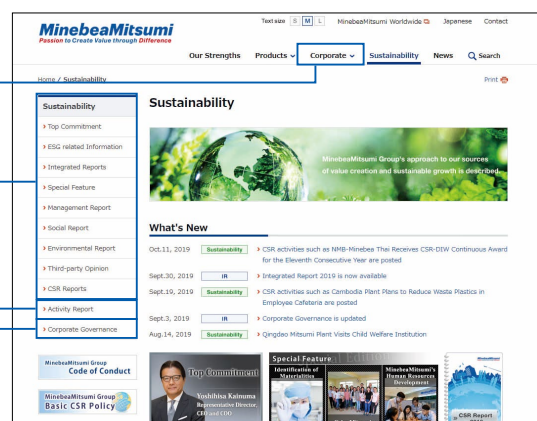 MinebeaMitsumi
Passion to Create Value through Difference
Text size S M L MinebeaMitsumi Worldwide Japanese Contact
Our Strengths Products Corporate Sustainability News Search
Home / Sustainability
Print
Sustainability
Top Commitment
ESG related Information
Integrated Reports
Special Feature
Management Report
Social Report
Environmental Report
Third-party Opinion
CSR Reports
Activity Report
Corporate Governance
MinebeaMitsumi Group
Code of Conduct
MinebeaMitsumi Group
Basic CSR Policy
Sustainability
MinebeaMitsumi Group's approach to our sources
of value creation and sustainable growth is described.
What's New
Oct.11, 2019 Sustainability CSR activities such as NMB-Minebea Thai Receives CSR-DIW Continuous Award
for the Eleventh Consecutive Year are posted
Sept.30, 2019 IR Integrated Report 2019 is now available
Sept.19, 2019 Sustainability CSR activities such as Cambodia Plant Plans to Reduce Waste Plastics in
Employee Cafeteria are posted
Sept.3, 2019 IR Corporate Governance is updated
Aug.14, 2019 Sustainability Qingdao Mitsumi Plant Visits Child Welfare Institution
Top Commitment
Yoshihisa Kainuma
Representative Director,
CEO and COO
Special Feature
Identification of
Materialities
MinebeaMitsumi's
Human Resources
Development
CSR Report